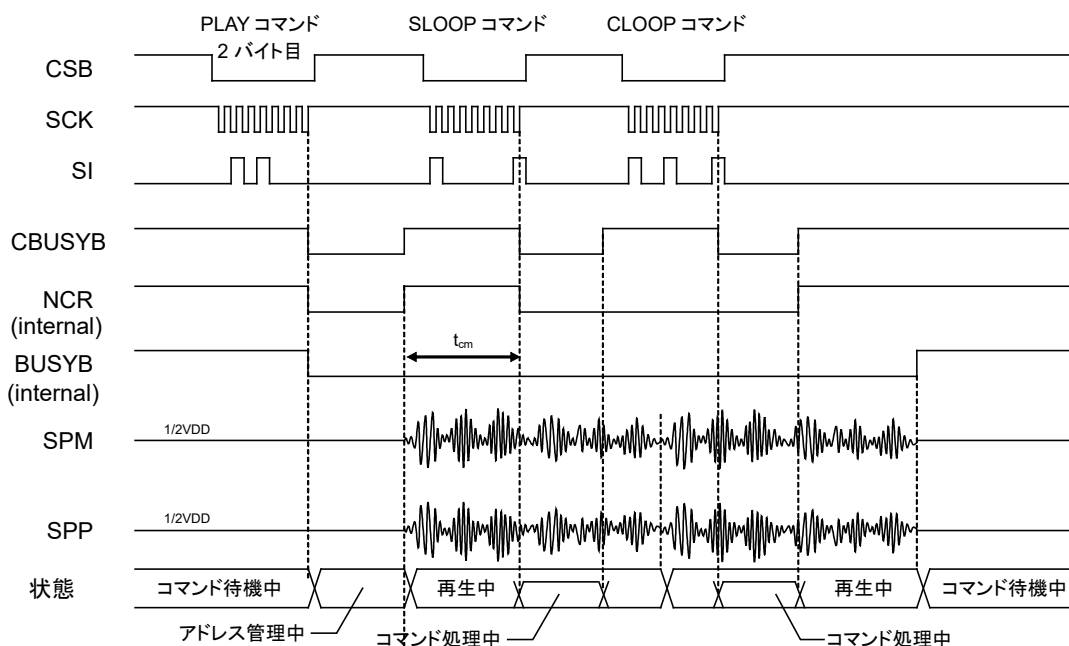 PLAY コマンド
2 バイト目
SLOOP コマンド
CLOOP コマンド
CSB
SCK
SI
CBUSYB
NCR
(internal)
tcm
BUSYB
(internal)
SPM
1/2VDD
SPP
1/2VDD
状態
コマンド待機中
再生中
再生中
コマンド待機中
アドレス管理中
コマンド処理中
コマンド処理中